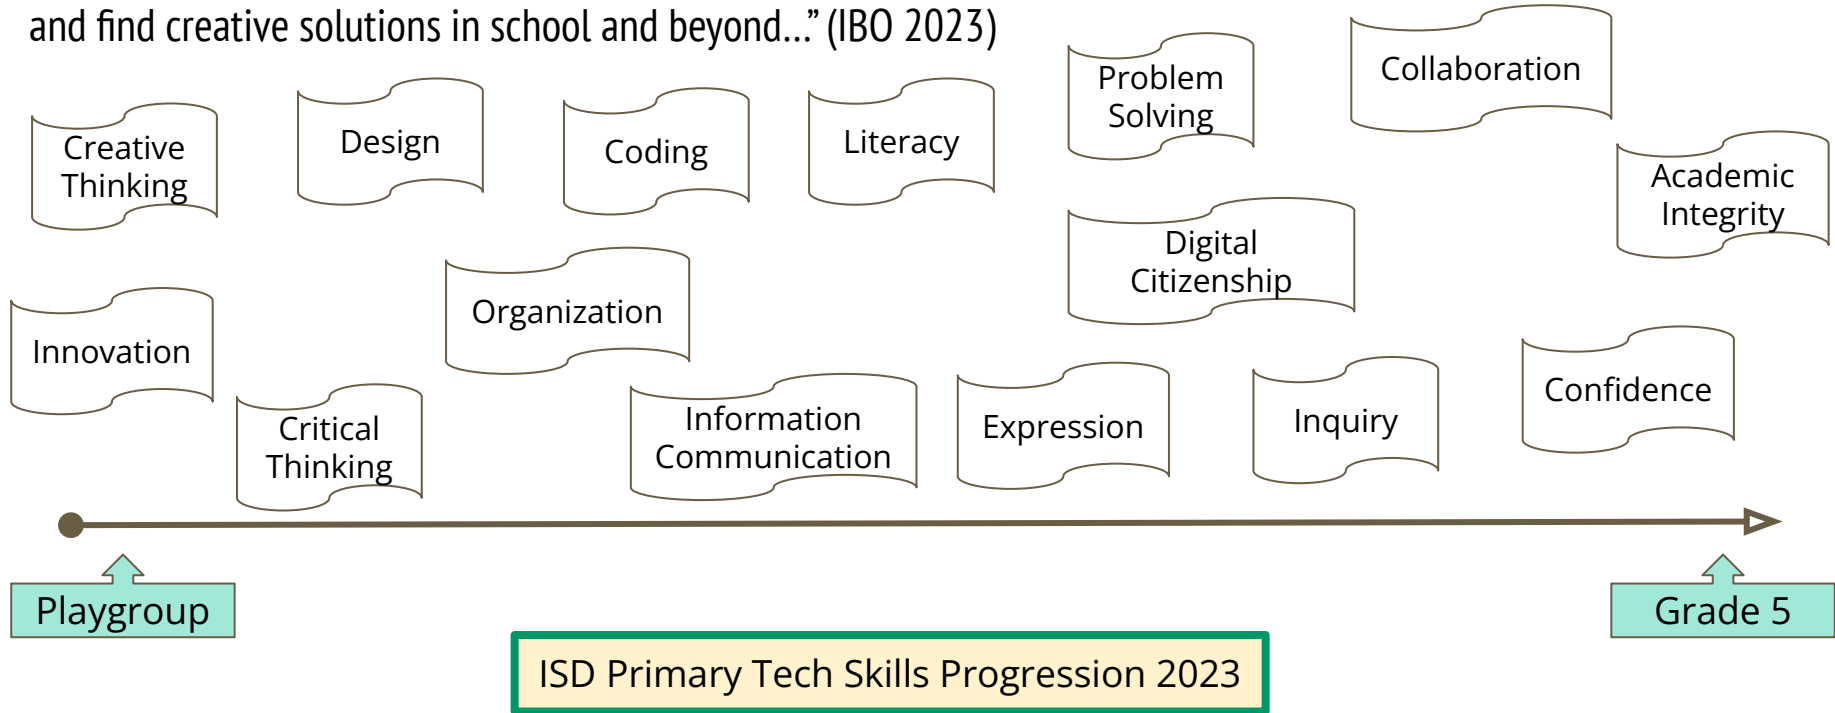 and find creative solutions in school and beyond...” (IBO 2023)
Creative
Thinking
Design
Coding
Literacy
Problem
Solving
Collaboration
Academic
Integrity
Digital
Citizenship
Organization
Innovation
Critical
Thinking
Information
Communication
Expression
Inquiry
Confidence
Playgroup
Grade 5
ISD Primary Tech Skills Progression 2023